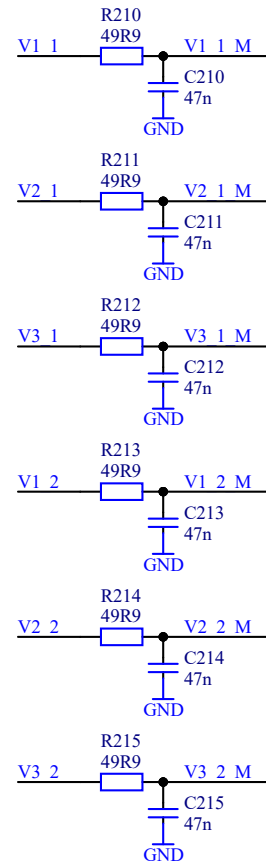 R210
49R9
V1_1
V1_1_M
C210
47n
GND
R211
49R9
V2_1
V2_1_M
C211
47n
GND
R212
49R9
V3_1
V3_1_M
C212
47n
GND
R213
49R9
V1_2
V1_2_M
C213
47n
GND
R214
49R9
V2_2
V2_2_M
C214
47n
GND
R215
49R9
V3_2
V3_2_M
C215
47n
GND